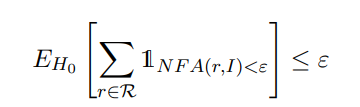 $E_{H_0}\left[\sum_{r \in \mathcal{R}} \mathbb{1}_{NFA(r,I)<\varepsilon}\right] \leq \varepsilon$